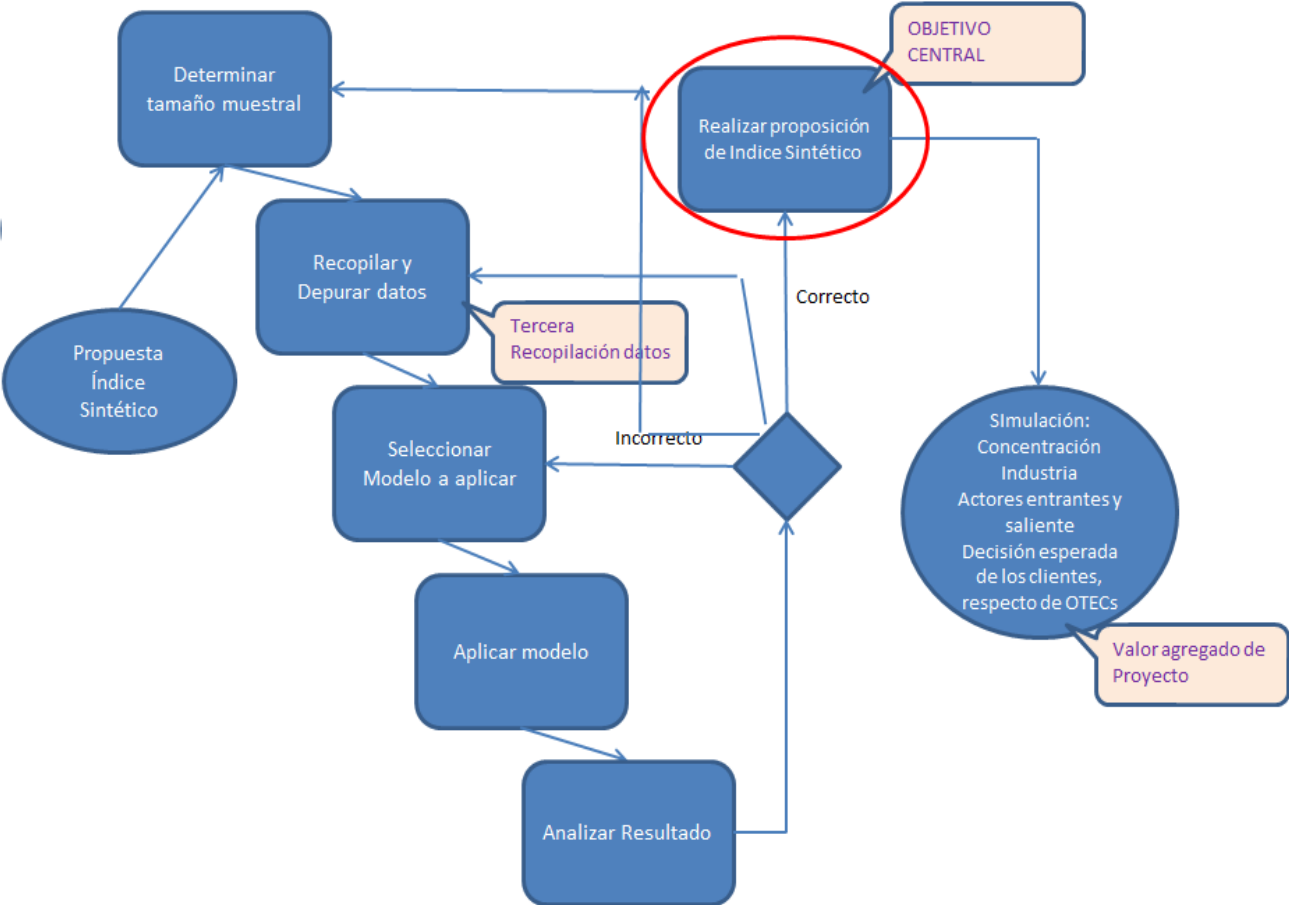 OBJETIVO
CENTRAL
Determinar
tamaño muestral
Realizar proposición
de Indice Sintético
Recopilar y
Depurar datos
Correcto
Tercera
Recopilación datos
Propuesta
Índice
Sintético
Incorrecto
Seleccionar
Modelo a aplicar
SImulación:
Concentración
Industria
Actores entrantes y
saliente
Decisión esperada
de los clientes,
respecto de OTECs
Aplicar modelo
Valor agregado de
Proyecto
Analizar Resultado